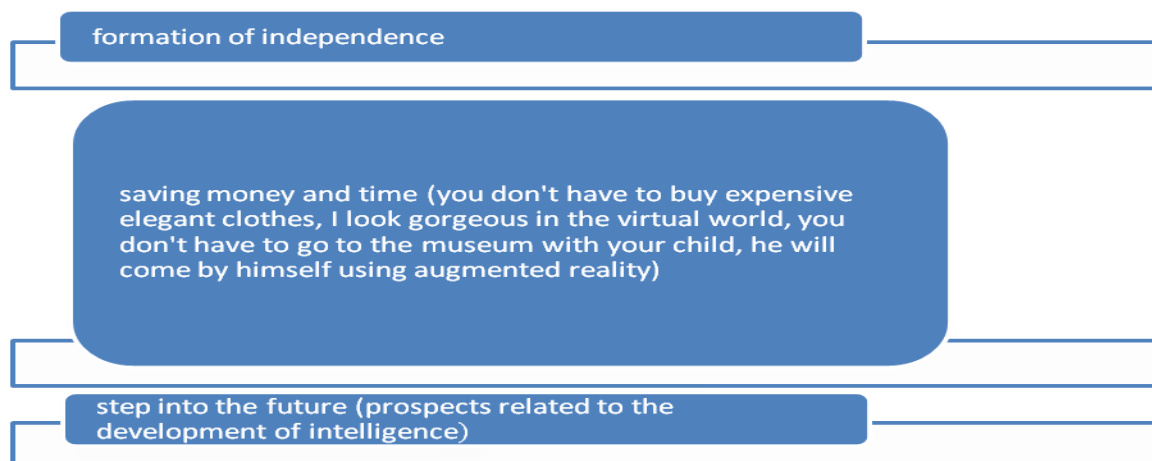 formation of independence
saving money and time (you don't have to buy expensive
elegant clothes, I look gorgeous in the virtual world, you
don't have to go to the museum with your child, he will
come by himself using augmented reality)
step into the future (prospects related to the
development of intelligence)